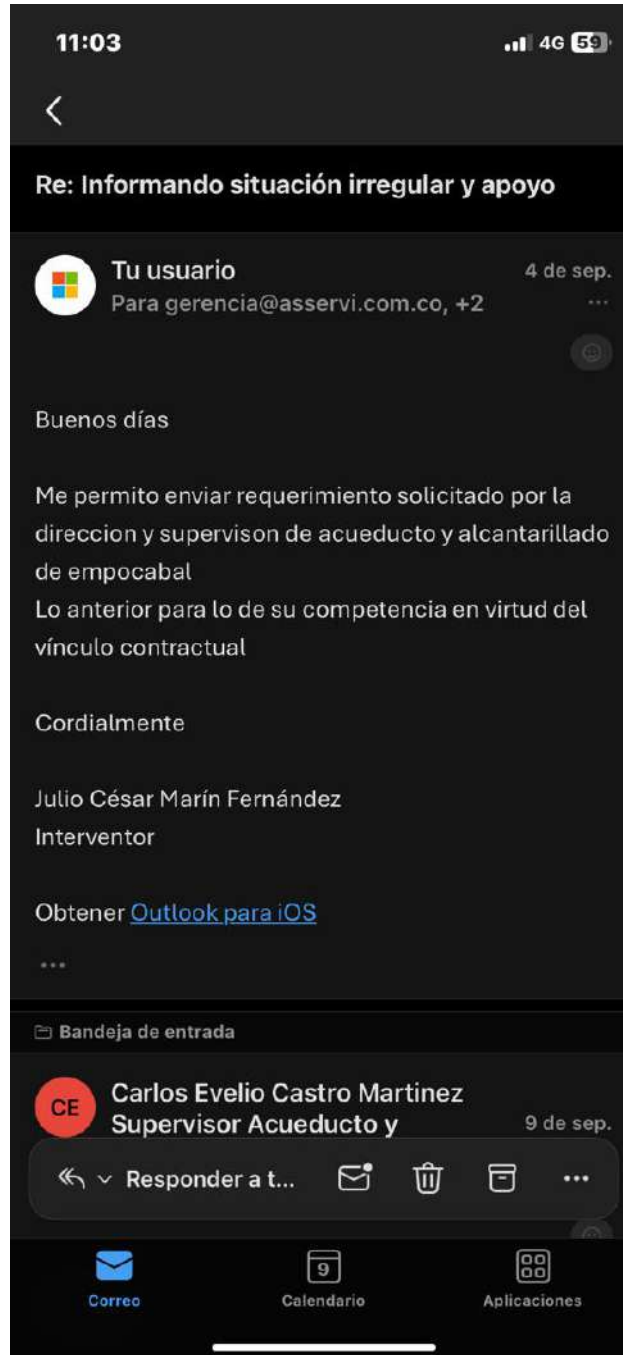 11:03
4G 59
Re: Informando situación irregular y apoyo
Tu usuario
4 de sep.
Para gerencia@asservi.com.co, +2
Buenos días
Me permito enviar requerimiento solicitado por la
direccion y supervison de acueducto y alcantarillado
de empocabal
Lo anterior para lo de su competencia en virtud del
vínculo contractual
Cordialmente
Julio César Marín Fernández
Interventor
Obtener Outlook para iOS
Bandeja de entrada
CE
Carlos Evelio Castro Martinez
Supervisor Acueducto y
9 de sep.
Responder a t...
9
Correo
Calendario
Aplicaciones